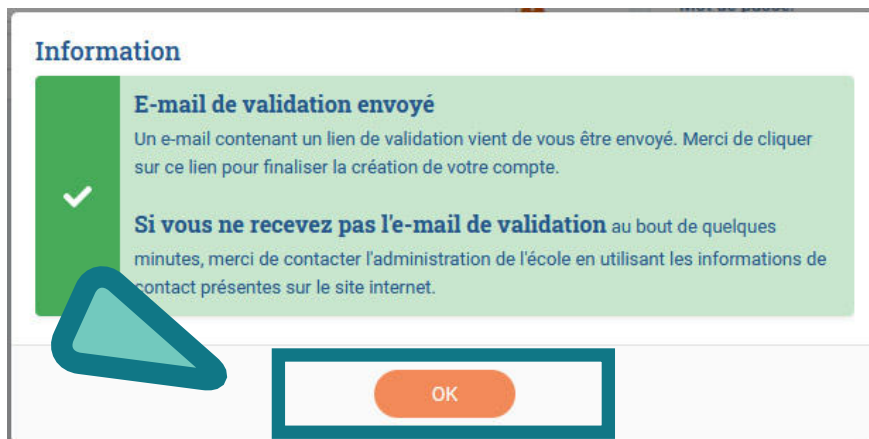 Information
E-mail de validation envoyé
Un e-mail contenant un lien de validation vient de vous être envoyé. Merci de cliquer
sur ce lien pour finaliser la création de votre compte.
Si vous ne recevez pas l'e-mail de validation au bout de quelques
minutes, merci de contacter l'administration de l'école en utilisant les informations de
contact présentes sur le site internet.
OK